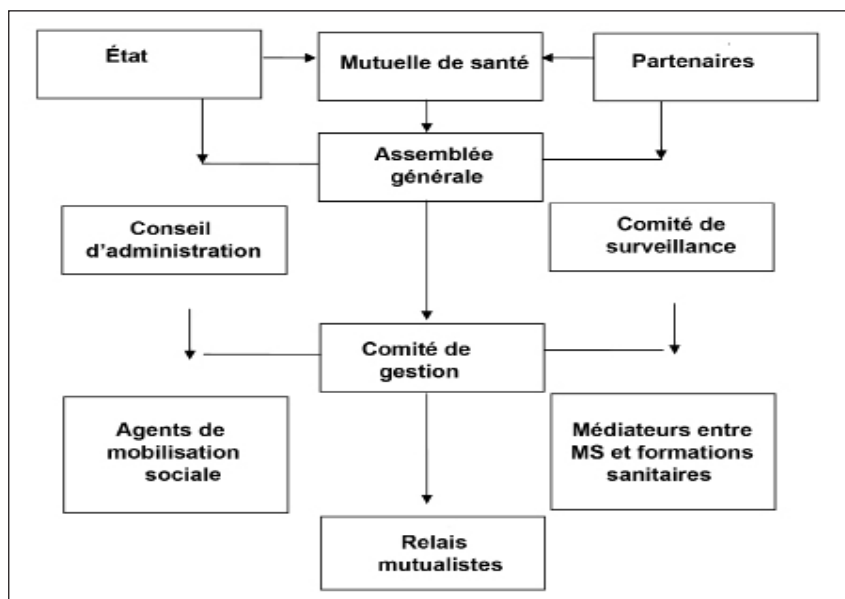 État
Mutuelle de santé
Partenaires
Assemblée
générale
Conseil
d'administration
Comité de
surveillance
Comité de
gestion
Agents de
mobilisation
sociale
Médiateurs entre
MS et formations
sanitaires
Relais
mutualistes